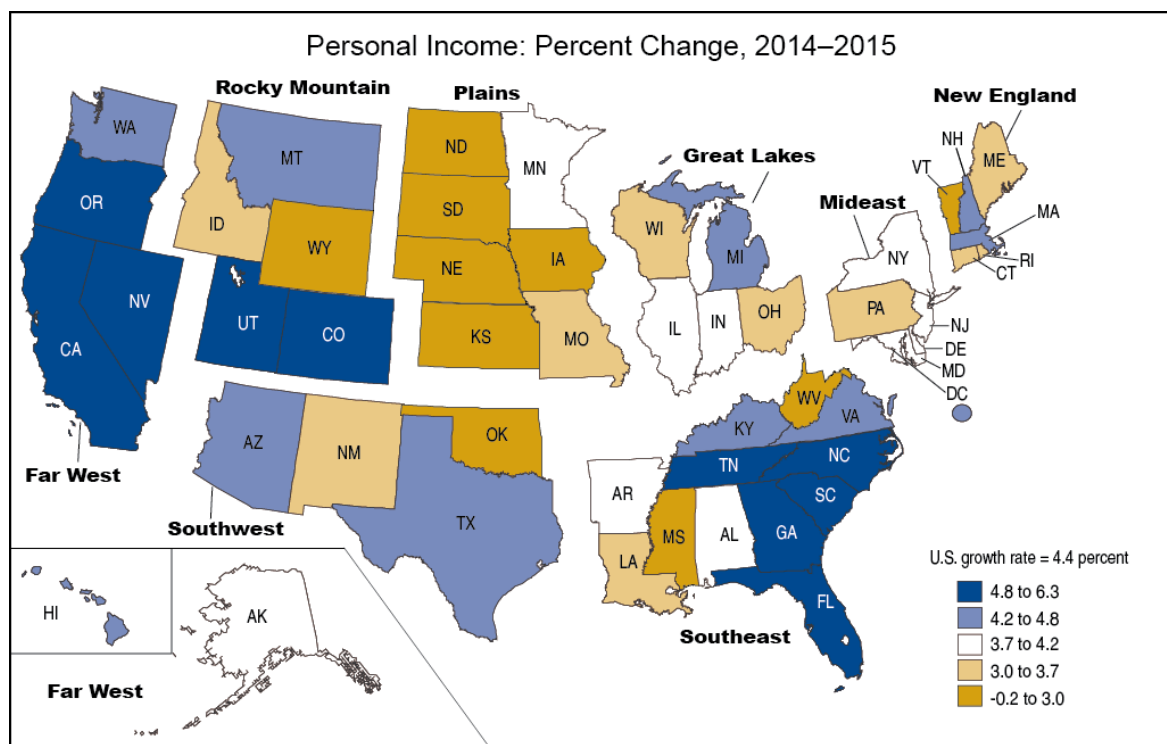 Personal Income: Percent Change, 2014–2015
Rocky Mountain
Plains
New England
Great Lakes
Mideast
WA
OR
CA
NV
MT
ID
WY
UT
CO
ND
SD
NE
KS
MN
IA
MO
WI
MI
IL
IN
OH
NH
VT
ME
MA
RI
CT
NY
PA
NJ
DE
MD
DC
AZ
NM
OK
TX
WV
VA
KY
TN
NC
SC
AR
LA
MS
AL
GA
FL
Far West
Southwest
Southeast
HI
AK
Far West
U.S. growth rate = 4.4 percent
4.8 to 6.3
4.2 to 4.8
3.7 to 4.2
3.0 to 3.7
-0.2 to 3.0